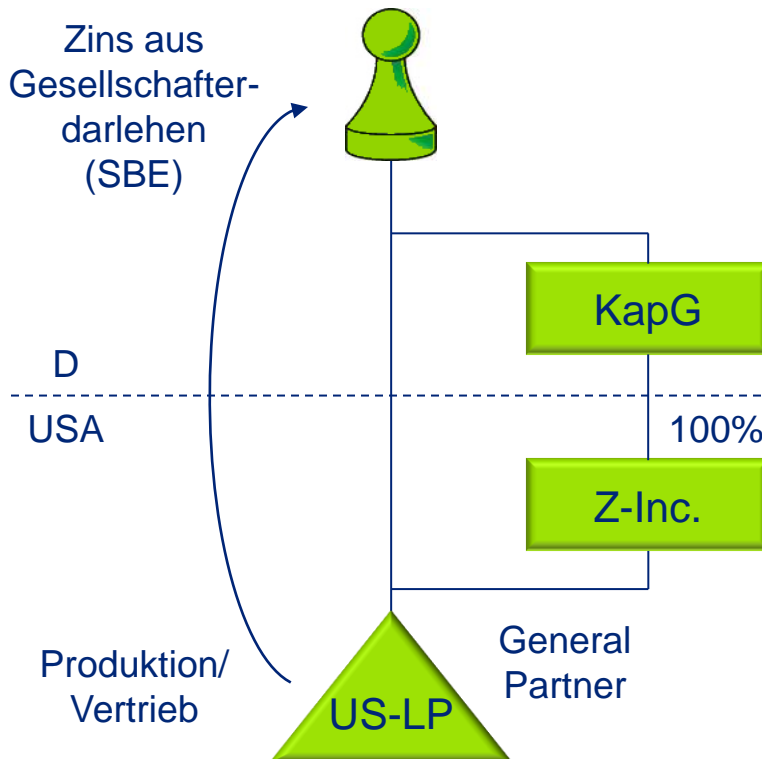 Zins aus
Gesellschafter-
darlehen
(SBE)
KapG
D
USA
100%
Z-Inc.
General
Partner
Produktion/
Vertrieb
US-LP